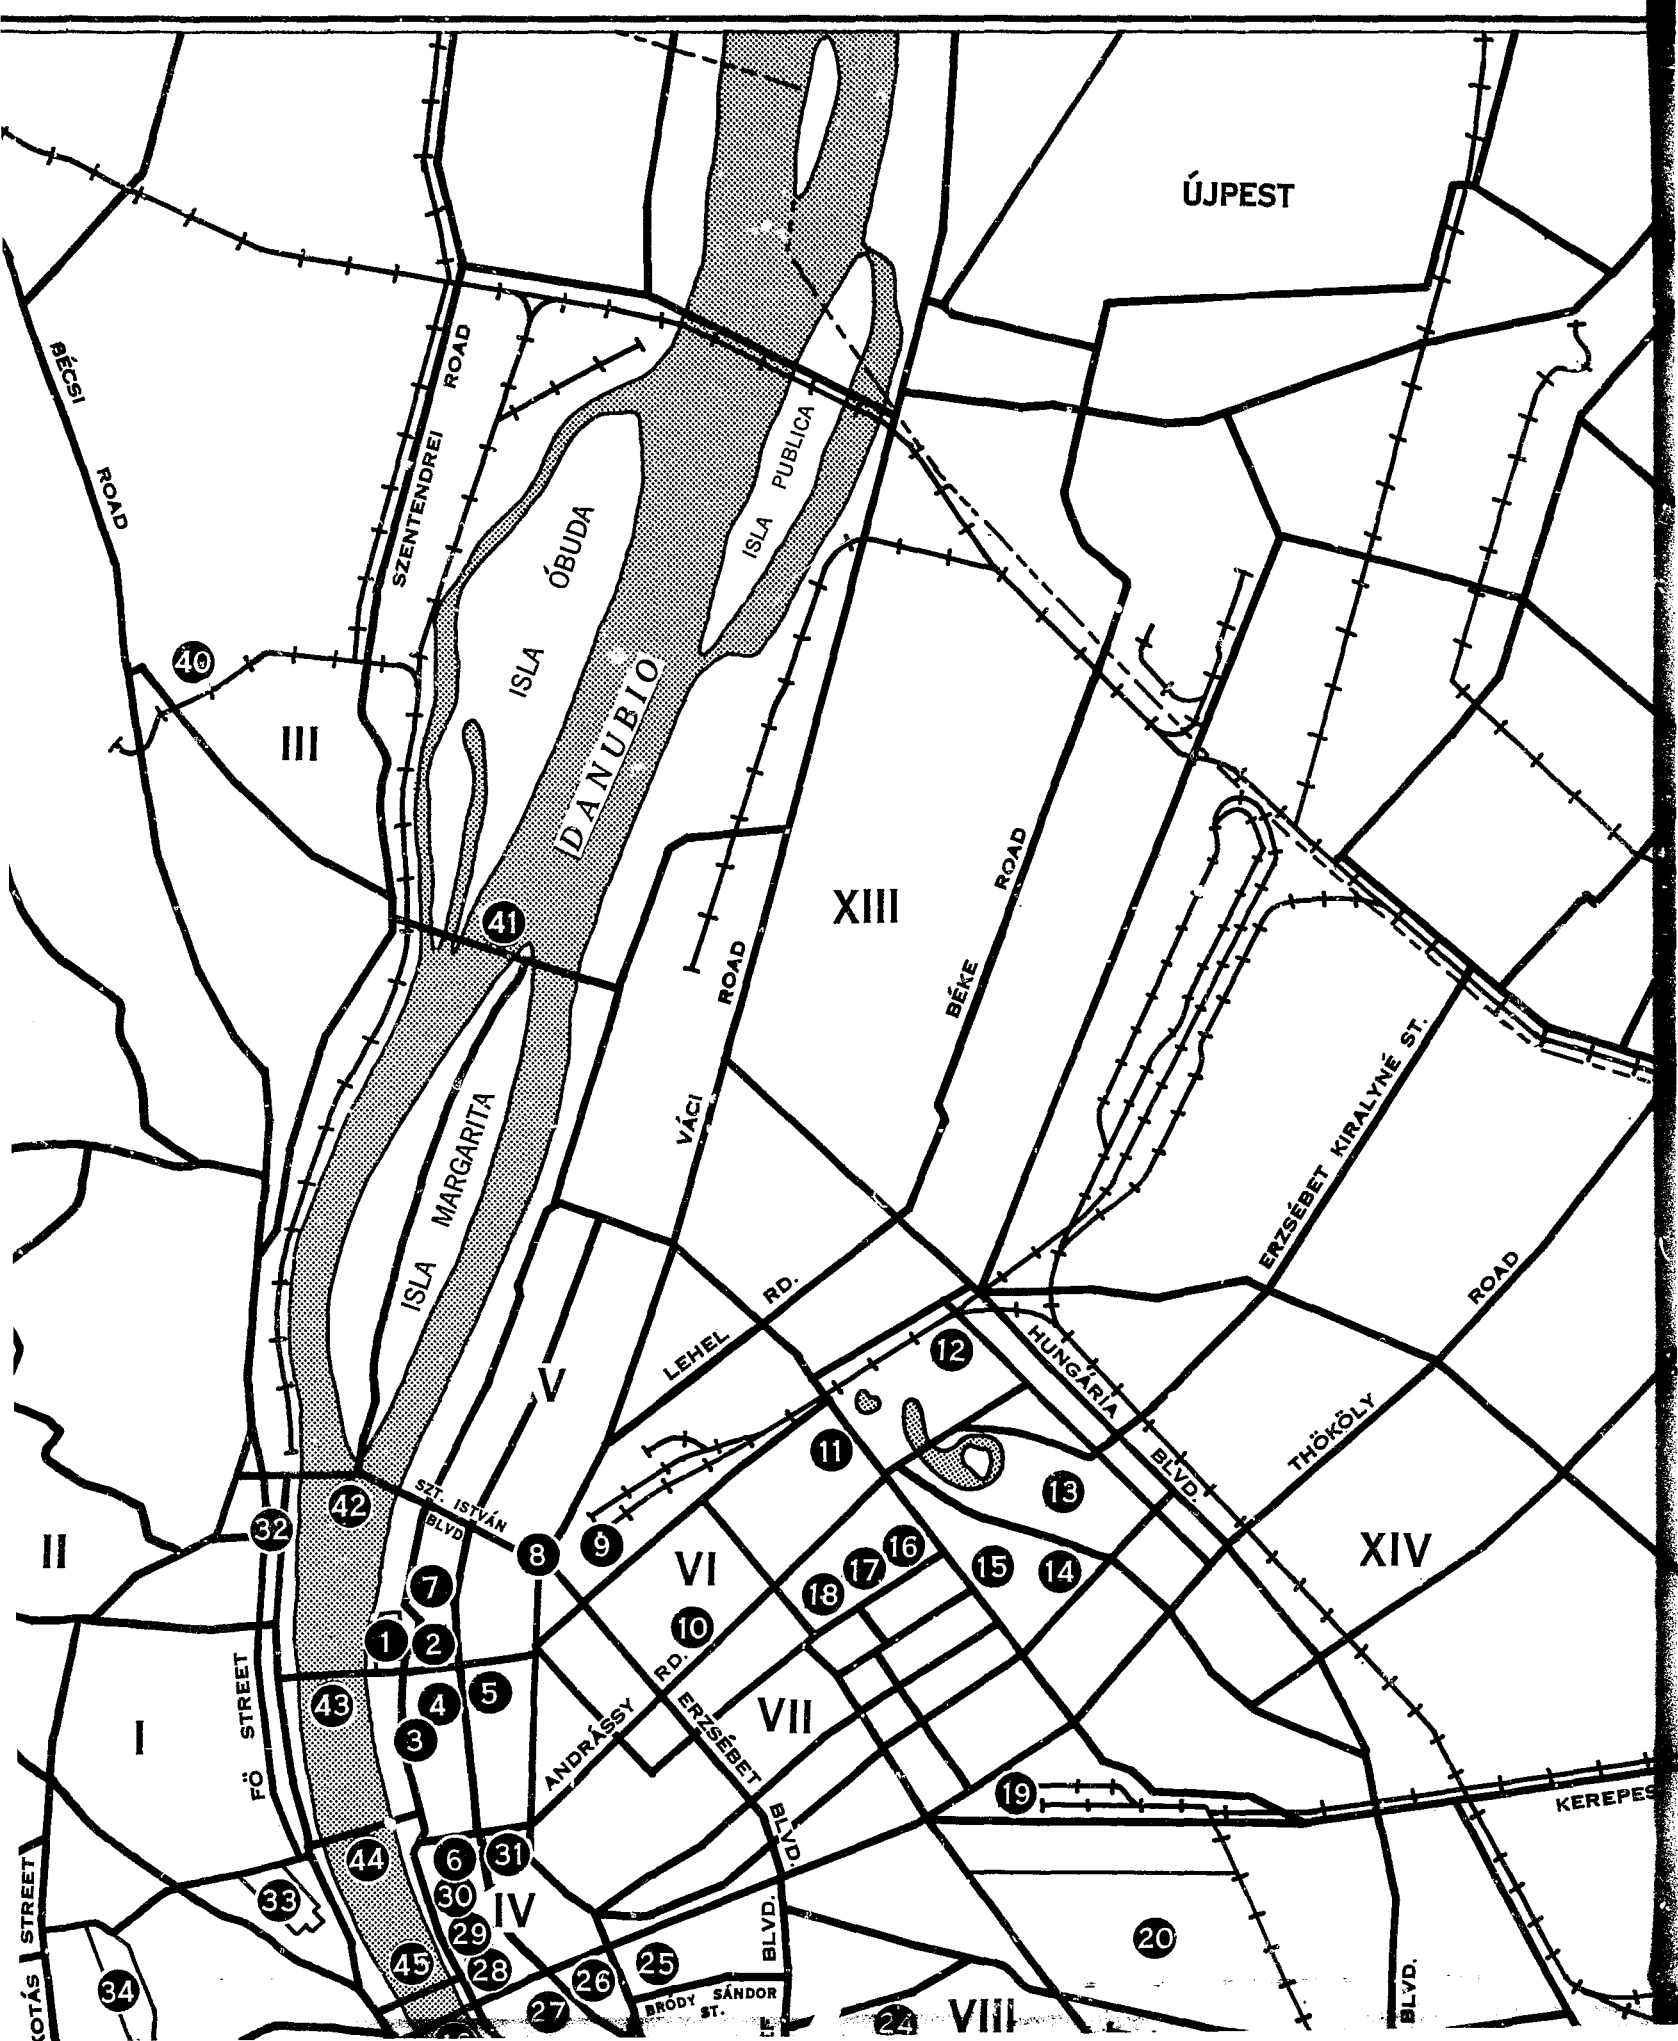 ÚJPEST
BÉCSI
ROAD
ROAD
SZENTENDREI
ISLA PUBLICA
ISLA ÓBUDA
DANUBIO
40
III
41
XIII
ROAD
VÁCI
ROAD
BÉKE
ISLA MARGARITA
ERZSÉBET KIRALYNÉ ST.
ROAD
THÖKÖLY
LEHEL RD.
12
HUNGÁRIA
BLVD.
V
11
13
42
SZT. ISTVÁN
BLVD
32
II
8
9
VI
16
17
18
15
14
XIV
7
1
2
10
43
4
5
3
FÖ STREET
I
ANDRÁSSY RD.
ERZSÉBET
BLVD.
VII
19
KEREPES
44
6
31
33
30
IV
29
45
28
26
25
27
BRÓDY SÁNDOR
ST.
BLVD.
20
34
STREET
KOTÁS
24
VIII
BLVD.